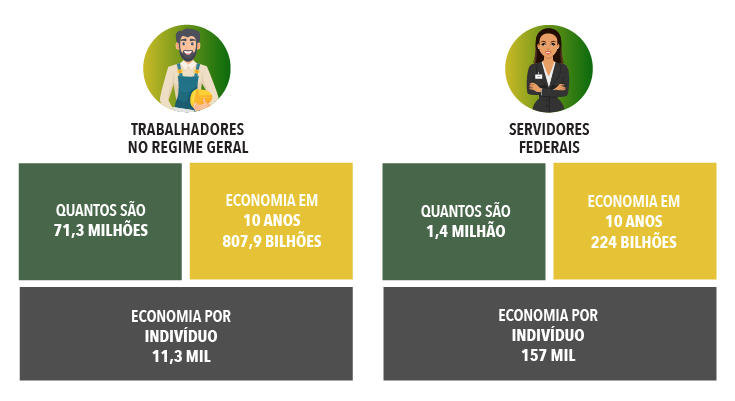 TRABALHADORES
NO REGIME GERAL
QUANTOS SÃO
71,3 MILHÕES
ECONOMIA EM
10 ANOS
807,9 BILHÕES
ECONOMIA POR
INDIVÍDUO
11,3 MIL
SERVIDORES
FEDERAIS
QUANTOS SÃO
1,4 MILHÃO
ECONOMIA EM
10 ANOS
224 BILHÕES
ECONOMIA POR
INDIVÍDUO
157 MIL